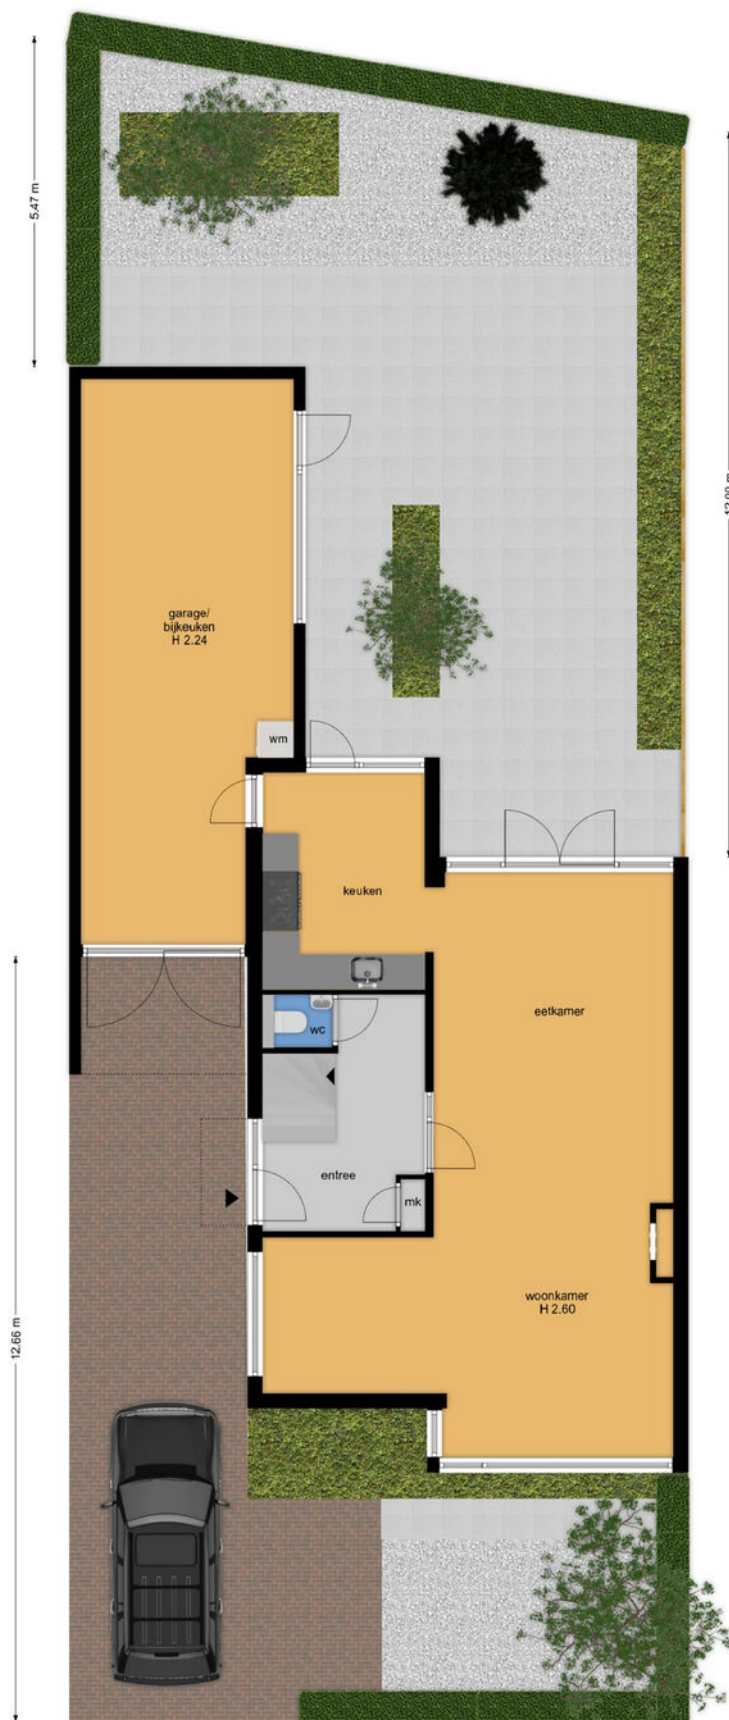 5.47 m
garage/
bijkeuken
H 2.24
wm
keuken
eetkamer
wc
entree
mk
woonkamer
H 2.60
12.66 m